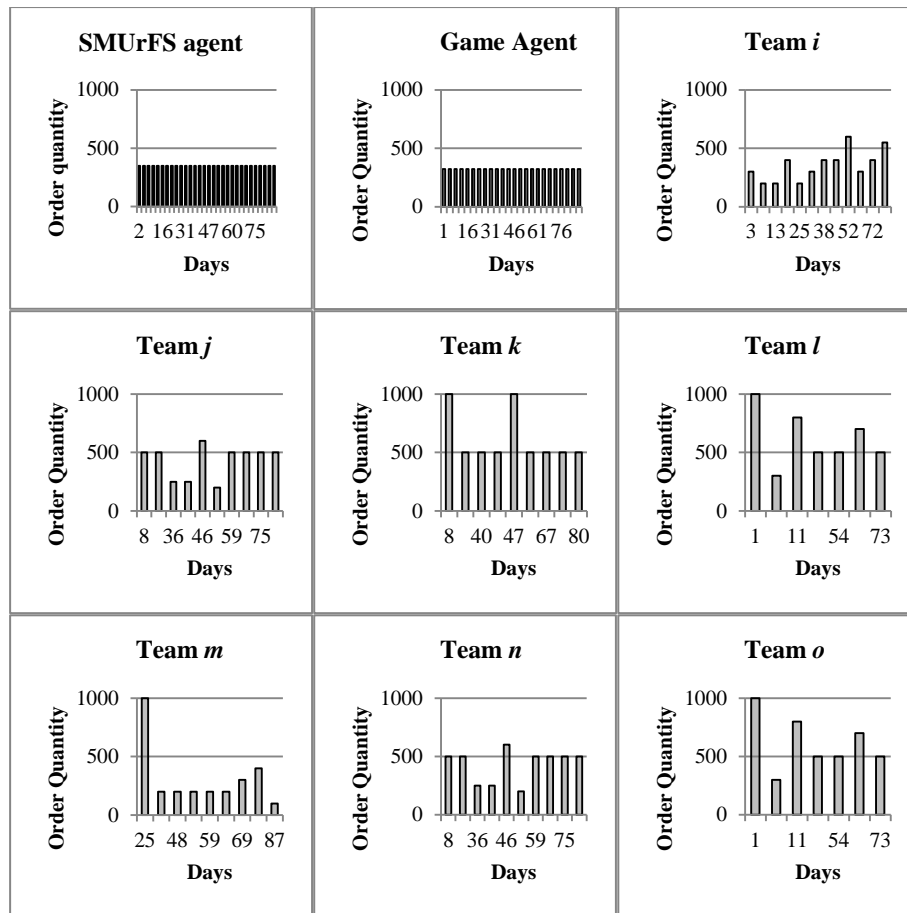 SMUrFS agent
Order quantity
1000
500
0
2 16 31 47 60 75
Days
Game Agent
Order Quantity
1000
500
0
1 16 31 46 61 76
Days
Team i
Order Quantity
1000
500
0
3 13 25 38 52 72
Days
Team j
Order Quantity
1000
500
0
8 36 46 59 75
Days
Team k
Order Quantity
1000
500
0
8 40 47 67 80
Days
Team l
Order Quantity
1000
500
0
1 11 54 73
Days
Team m
Order Quantity
1000
500
0
25 48 59 69 87
Days
Team n
Order Quantity
1000
500
0
8 36 46 59 75
Days
Team o
Order Quantity
1000
500
0
1 11 54 73
Days